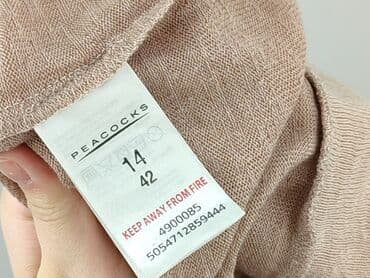 PEACOCKS
14
42
KEEP AWAY FROM FIRE
4900085
5054712859444